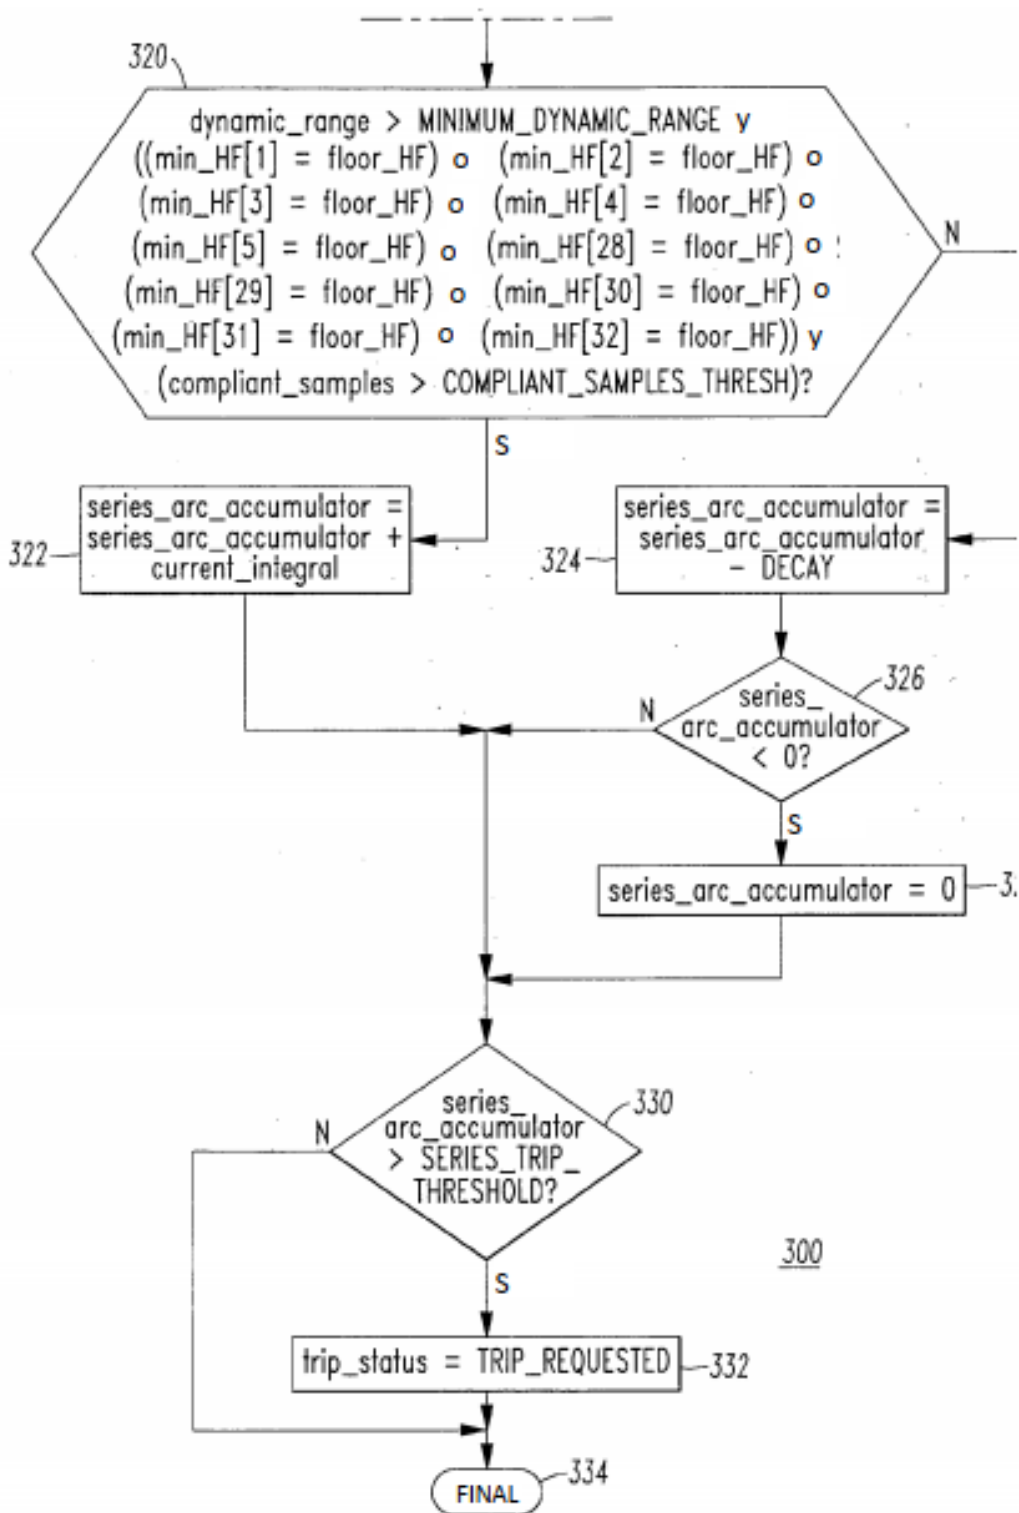 320
dynamic_range > MINIMUM_DYNAMIC_RANGE y
((min_HF[1] = floor_HF) o (min_HF[2] = floor_HF) o
(min_HF[3] = floor_HF) o (min_HF[4] = floor_HF) o
(min_HF[5] = floor_HF) o (min_HF[28] = floor_HF) o
(min_HF[29] = floor_HF) o (min_HF[30] = floor_HF) o
(min_HF[31] = floor_HF) o (min_HF[32] = floor_HF)) y
(compliant_samples > COMPLIANT_SAMPLES_THRESH)?
N
S
series_arc_accumulator =
series_arc_accumulator +
current_integral
322
series_arc_accumulator =
series_arc_accumulator
- DECAY
324
series_
arc_accumulator
< 0?
326
N
S
series_arc_accumulator = 0
series_
arc_accumulator
> SERIES_TRIP_
THRESHOLD?
330
N
S
300
trip_status = TRIP_REQUESTED
332
FINAL
334